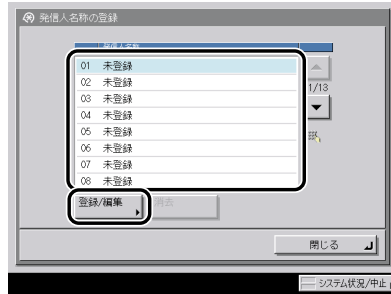 発信人名称の登録
発信人名称
01 未登録
02 未登録
03 未登録
04 未登録
05 未登録
06 未登録
07 未登録
08 未登録
1/13
登録/編集
消去
閉じる
システム状況/中止